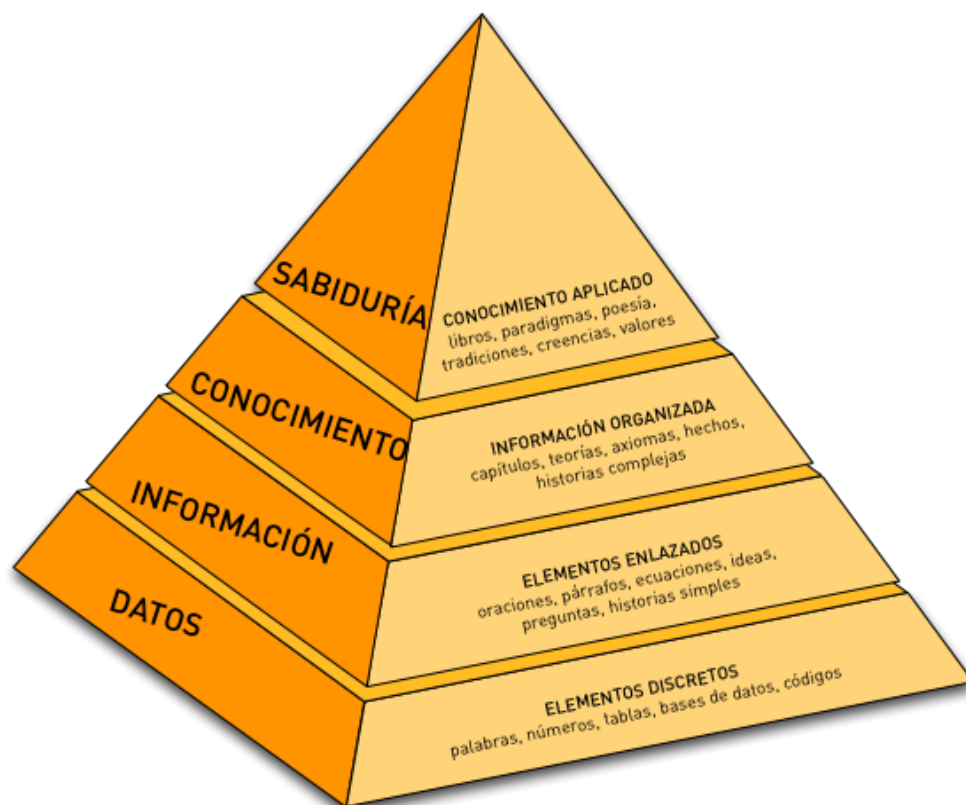 SABIDURÍA
CONOCIMIENTO APLICADO
libros, paradigmas, poesía,
tradiciones, creencias, valores
CONOCIMIENTO
INFORMACIÓN ORGANIZADA
capítulos, teorías, axiomas, hechos,
historias complejas
INFORMACIÓN
ELEMENTOS ENLAZADOS
oraciones, párrafos, ecuaciones, ideas,
preguntas, historias simples
DATOS
ELEMENTOS DISCRETOS
palabras, números, tablas, bases de datos, códigos